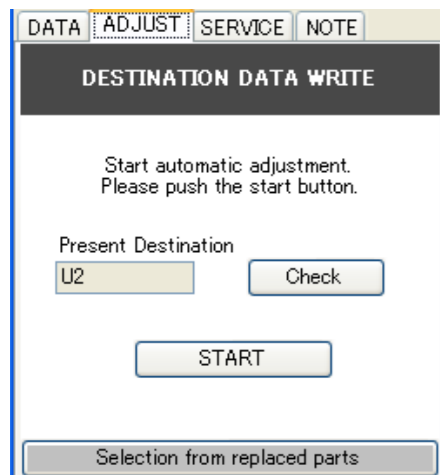 DATA ADJUST SERVICE NOTE
DESTINATION DATA WRITE
Start automatic adjustment.
Please push the start button.
Present Destination
U2 Check
START
Selection from replaced parts